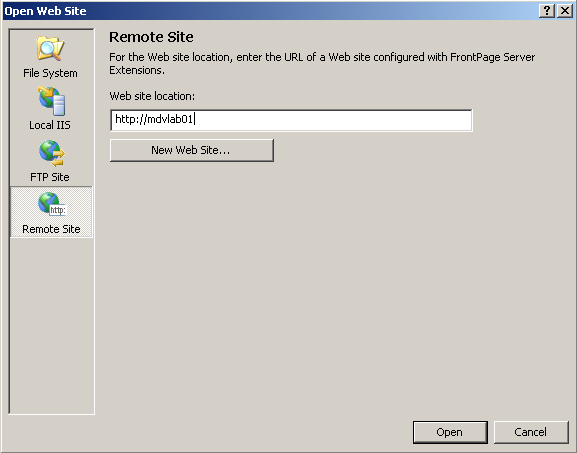 Open Web Site
File System
Local IIS
FTP Site
http:
Remote Site
Remote Site
For the Web site location, enter the URL of a Web site configured with FrontPage Server
Extensions.
Web site location:
http://mdvlab01
New Web Site...
Open
Cancel